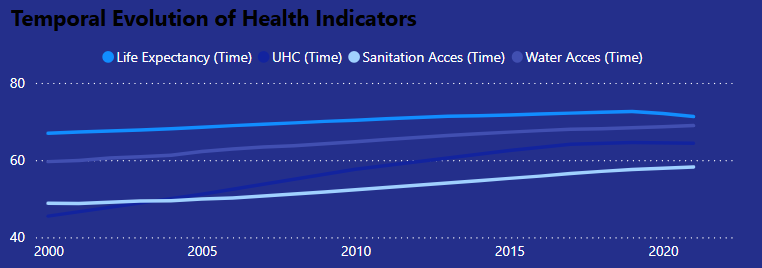 Temporal Evolution of Health Indicators
Life Expectancy (Time) UHC (Time) Sanitation Acces (Time) Water Acces (Time)
80
60
40
2000 2005 2010 2015 2020